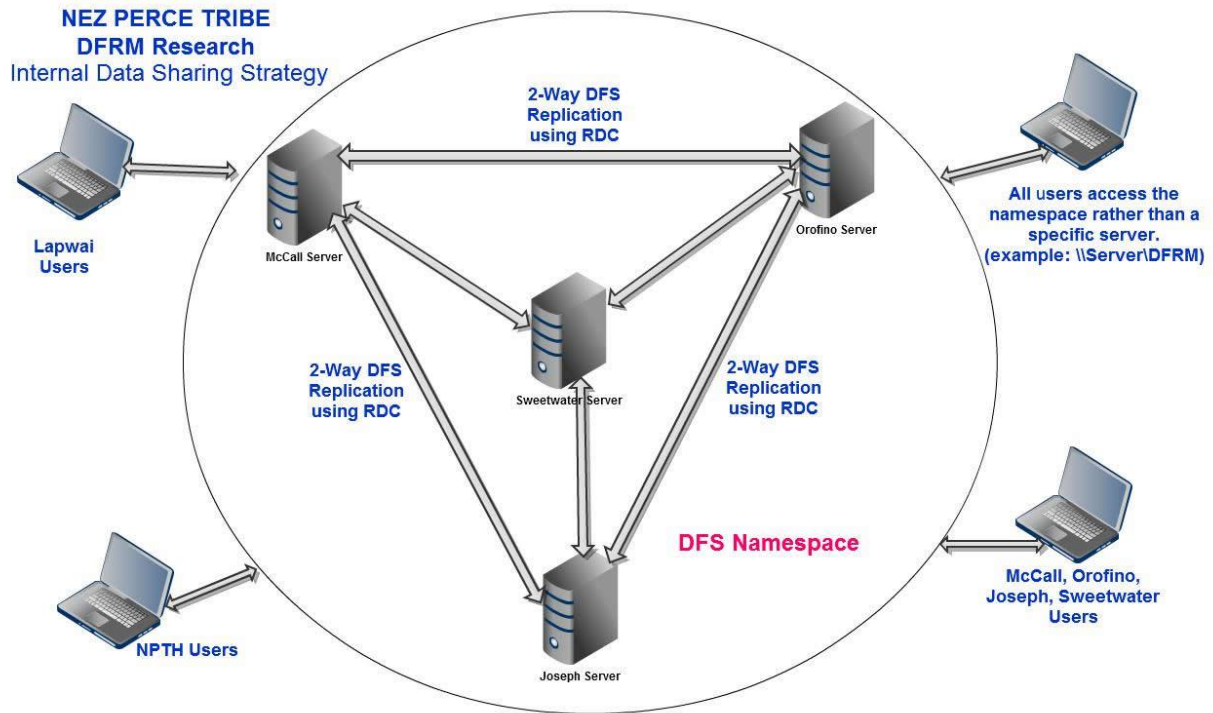 NEZ PERCE TRIBE
DFRM Research
Internal Data Sharing Strategy
2-Way DFS
Replication
using RDC
Lapwai
Users
McCall Server
Orofino Server
All users access the
namespace rather than a
specific server.
(example: \\Server\DFRM)
2-Way DFS
Replication
using RDC
Sweetwater Server
2-Way DFS
Replication
using RDC
DFS Namespace
McCall, Orofino,
Joseph, Sweetwater
Users
NPTH Users
Joseph Server